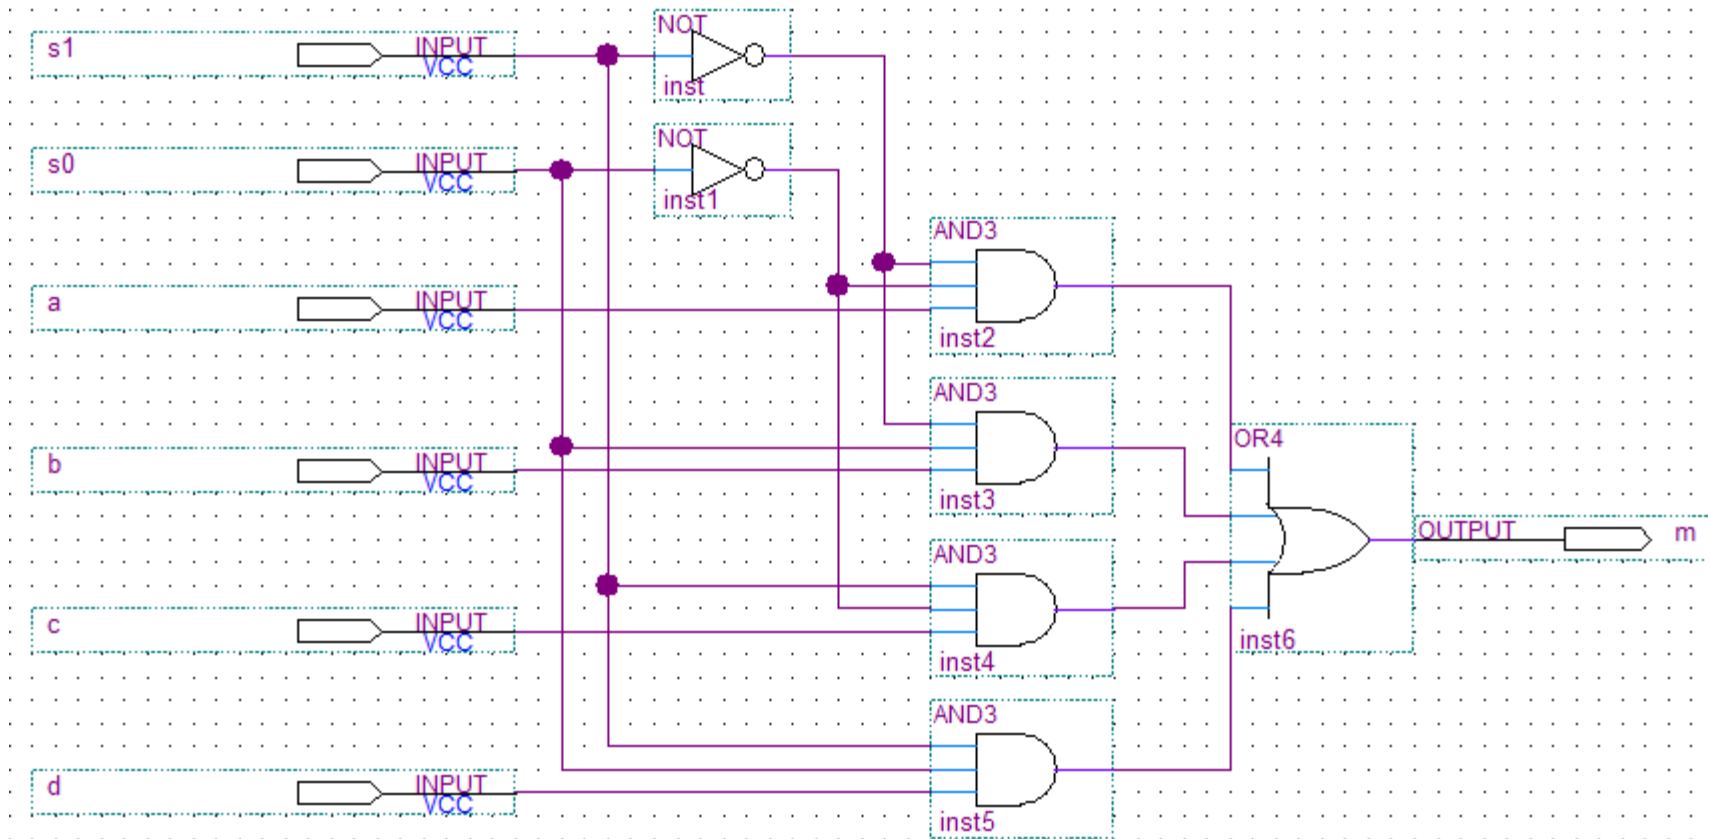 s1
INPUT
VCC
NOT
inst
s0
INPUT
VCC
NOT
inst1
a
INPUT
VCC
AND3
inst2
b
INPUT
VCC
AND3
inst3
OR4
inst6
OUTPUT
m
c
INPUT
VCC
AND3
inst4
d
INPUT
VCC
AND3
inst5